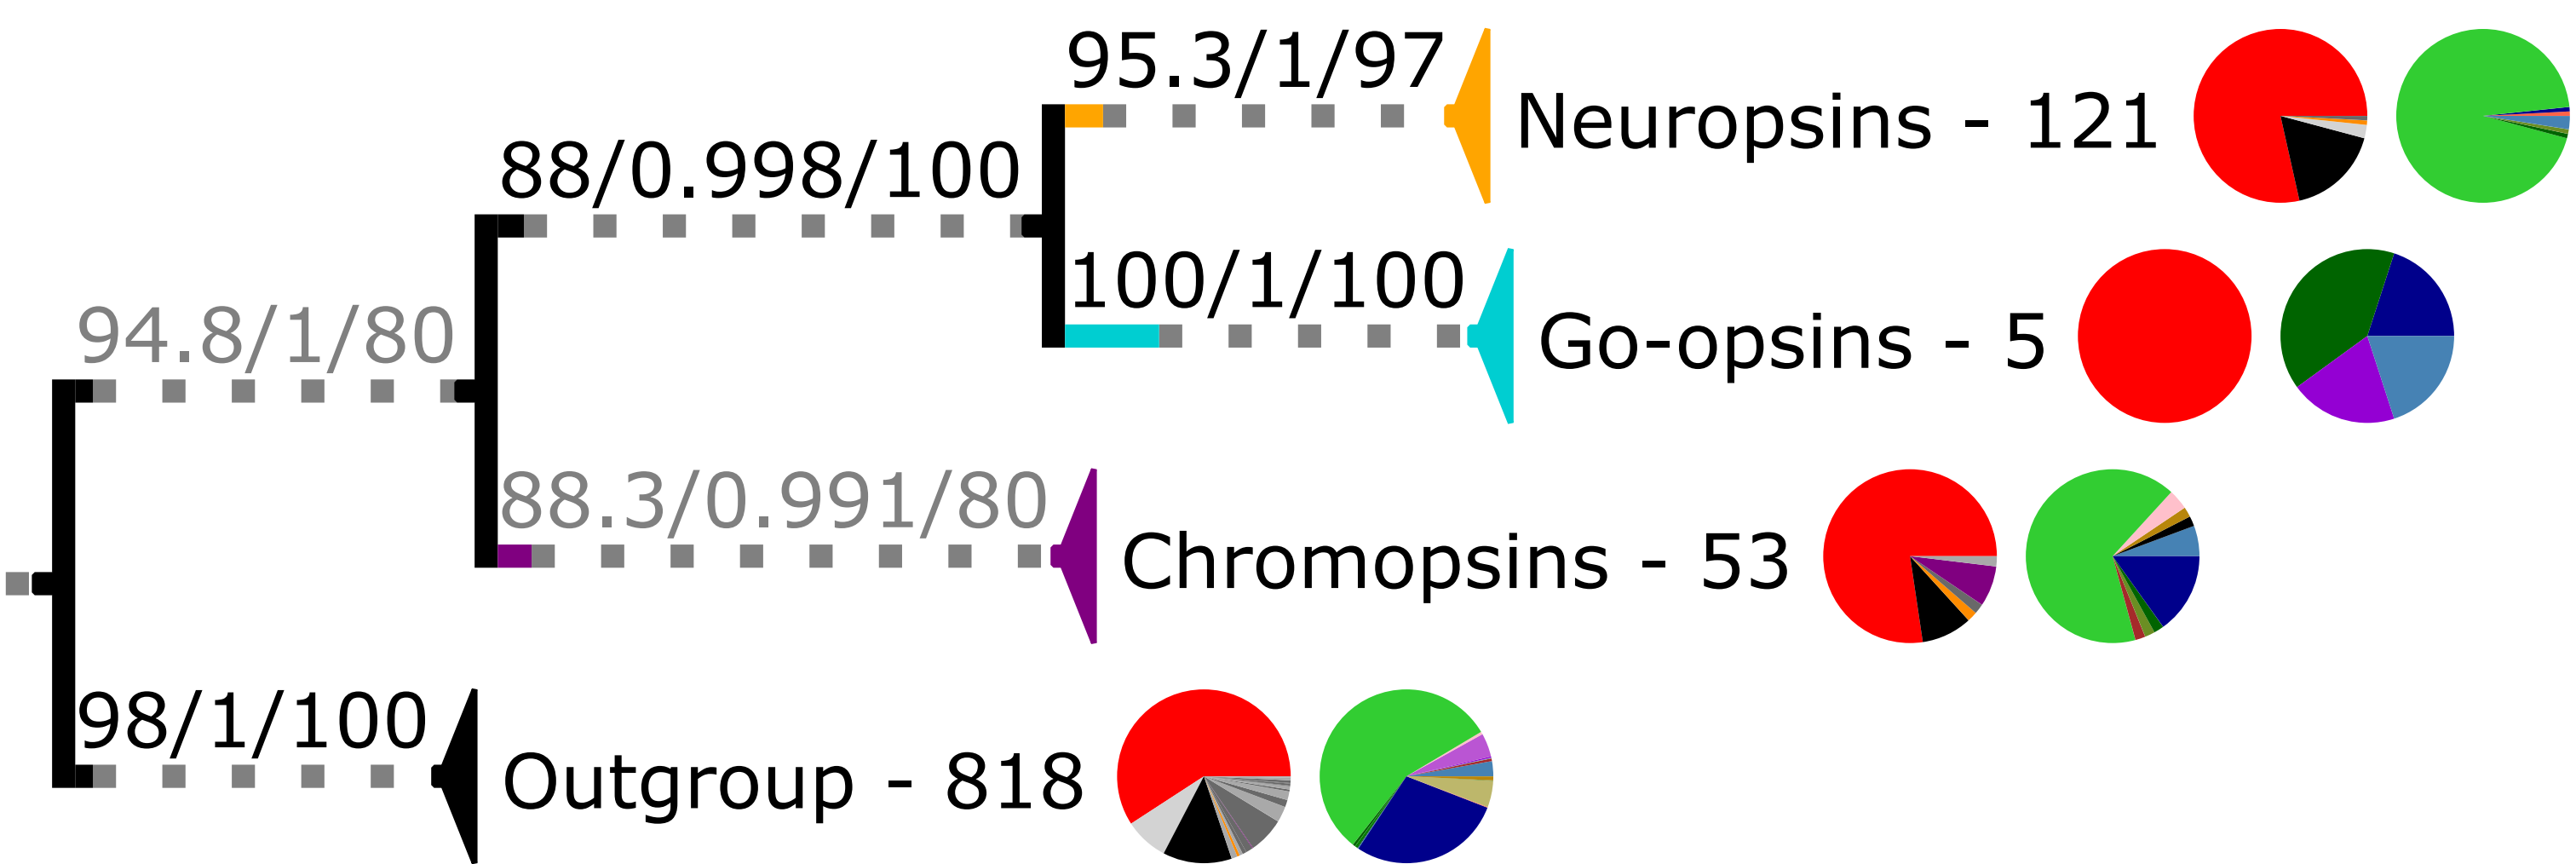 95.3/1/97
Neuropsins - 121
88/0.998/100
100/1/100
Go-opsins - 5
94.8/1/80
88.3/0.991/80
Chromopsins - 53
98/1/100
Outgroup - 818